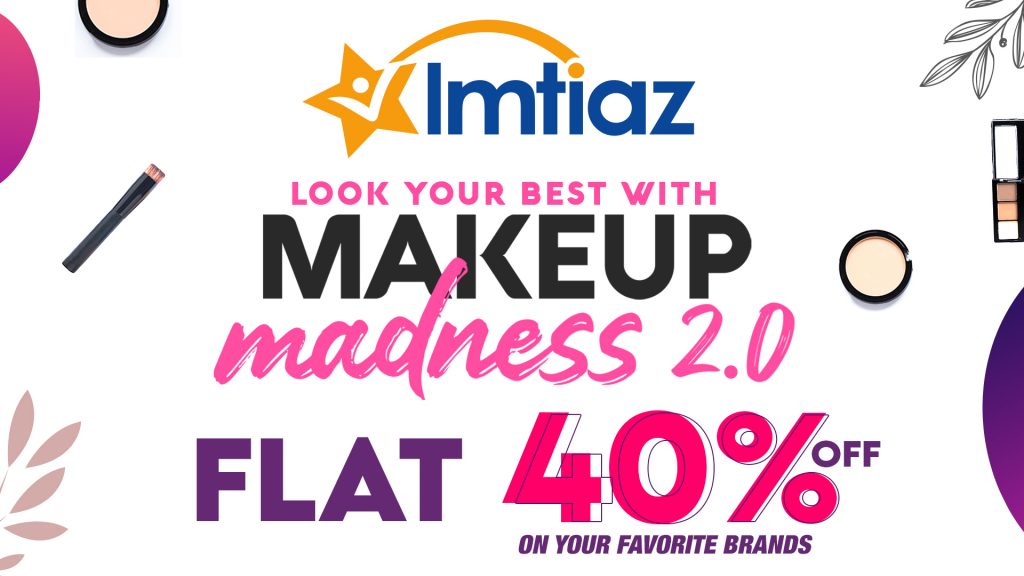 Imtiaz
LOOK YOUR BEST WITH
MAKEUP
madness 2.0
FLAT 40% OFF
ON YOUR FAVORITE BRANDS